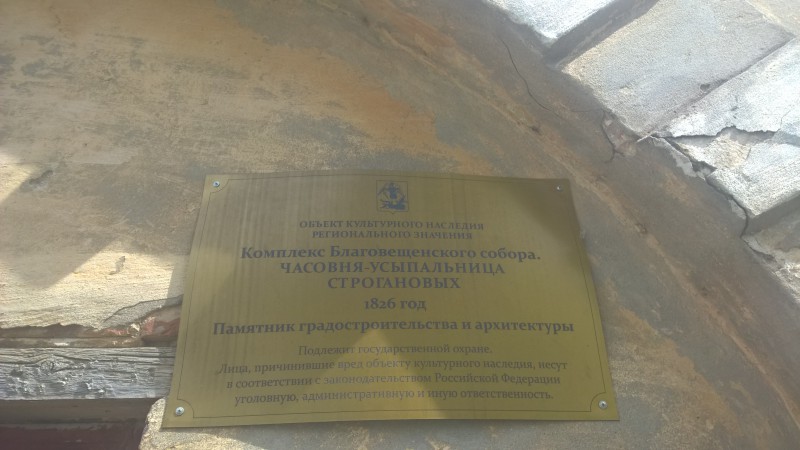 ОБЪЕКТ КУЛЬТУРНОГО НАСЛЕДИЯ
РЕГИОНАЛЬНОГО ЗНАЧЕНИЯ
Комплекс Благовещенского собора.
ЧАСОВНЯ-УСЫПАЛЬНИЦА
СТРОГАНОВЫХ
1826 год
Памятник градостроительства и архитектуры
Подлежит государственной охране.
Лица, причинившие вред объекту культурного наследия, несут
в соответствии с законодательством Российской Федерации
уголовную, административную и иную ответственность.